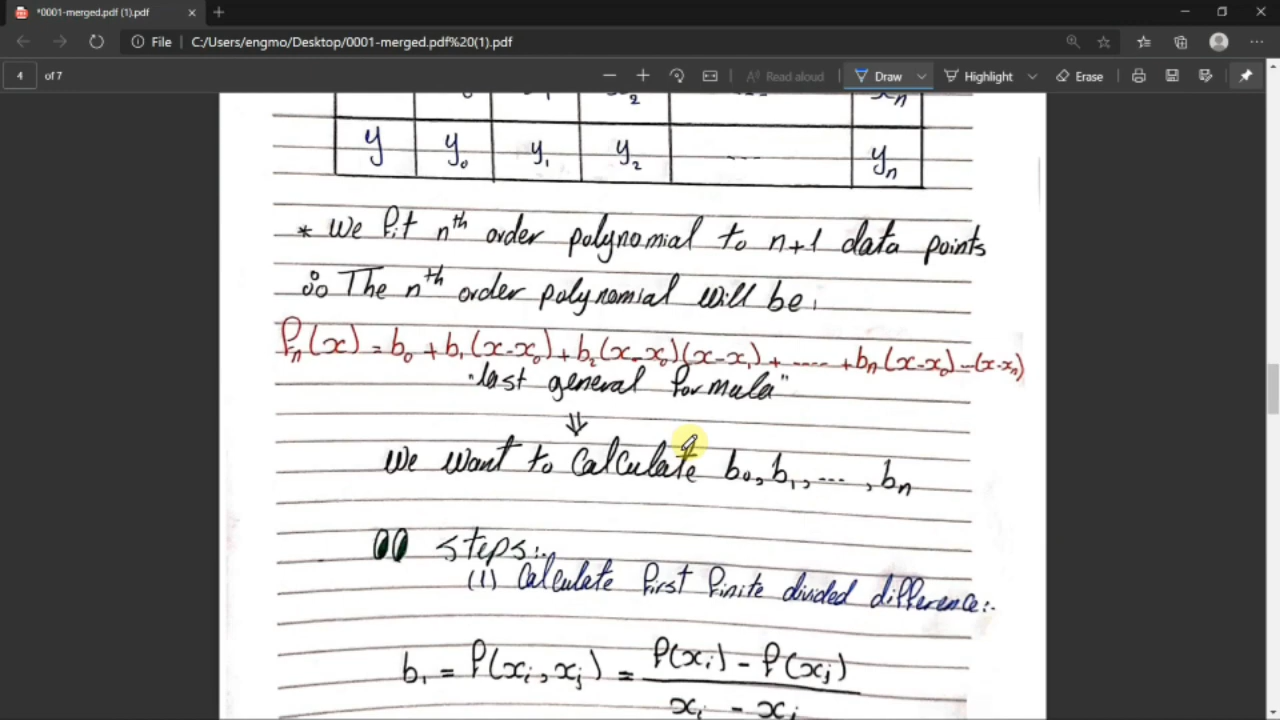 *0001-merged.pdf (1).pdf
File | C:/Users/engmo/Desktop/0001-merged.pdf%20(1).pdf
4 of 7 Read aloud Draw Highlight Erase
y y₀ y₁ y₂ ---- yₙ
* We fit nᵗʰ order polynomial to n+1 data points
∴ The nᵗʰ order polynomial will be:
fₙ(x) = b₀ + b₁(x-x₀) + b₂(x-x₀)(x-x₁) + ..... + bₙ(x-x₀)---(x-xₙ)
"last general formula"
⇓
We want to Calculate b₀, b₁, ---, bₙ
steps:.
(1) Calculate first finite divided difference:.
b₁ = f(xᵢ, xⱼ) = f(xᵢ) - f(xⱼ)
xᵢ - xⱼ